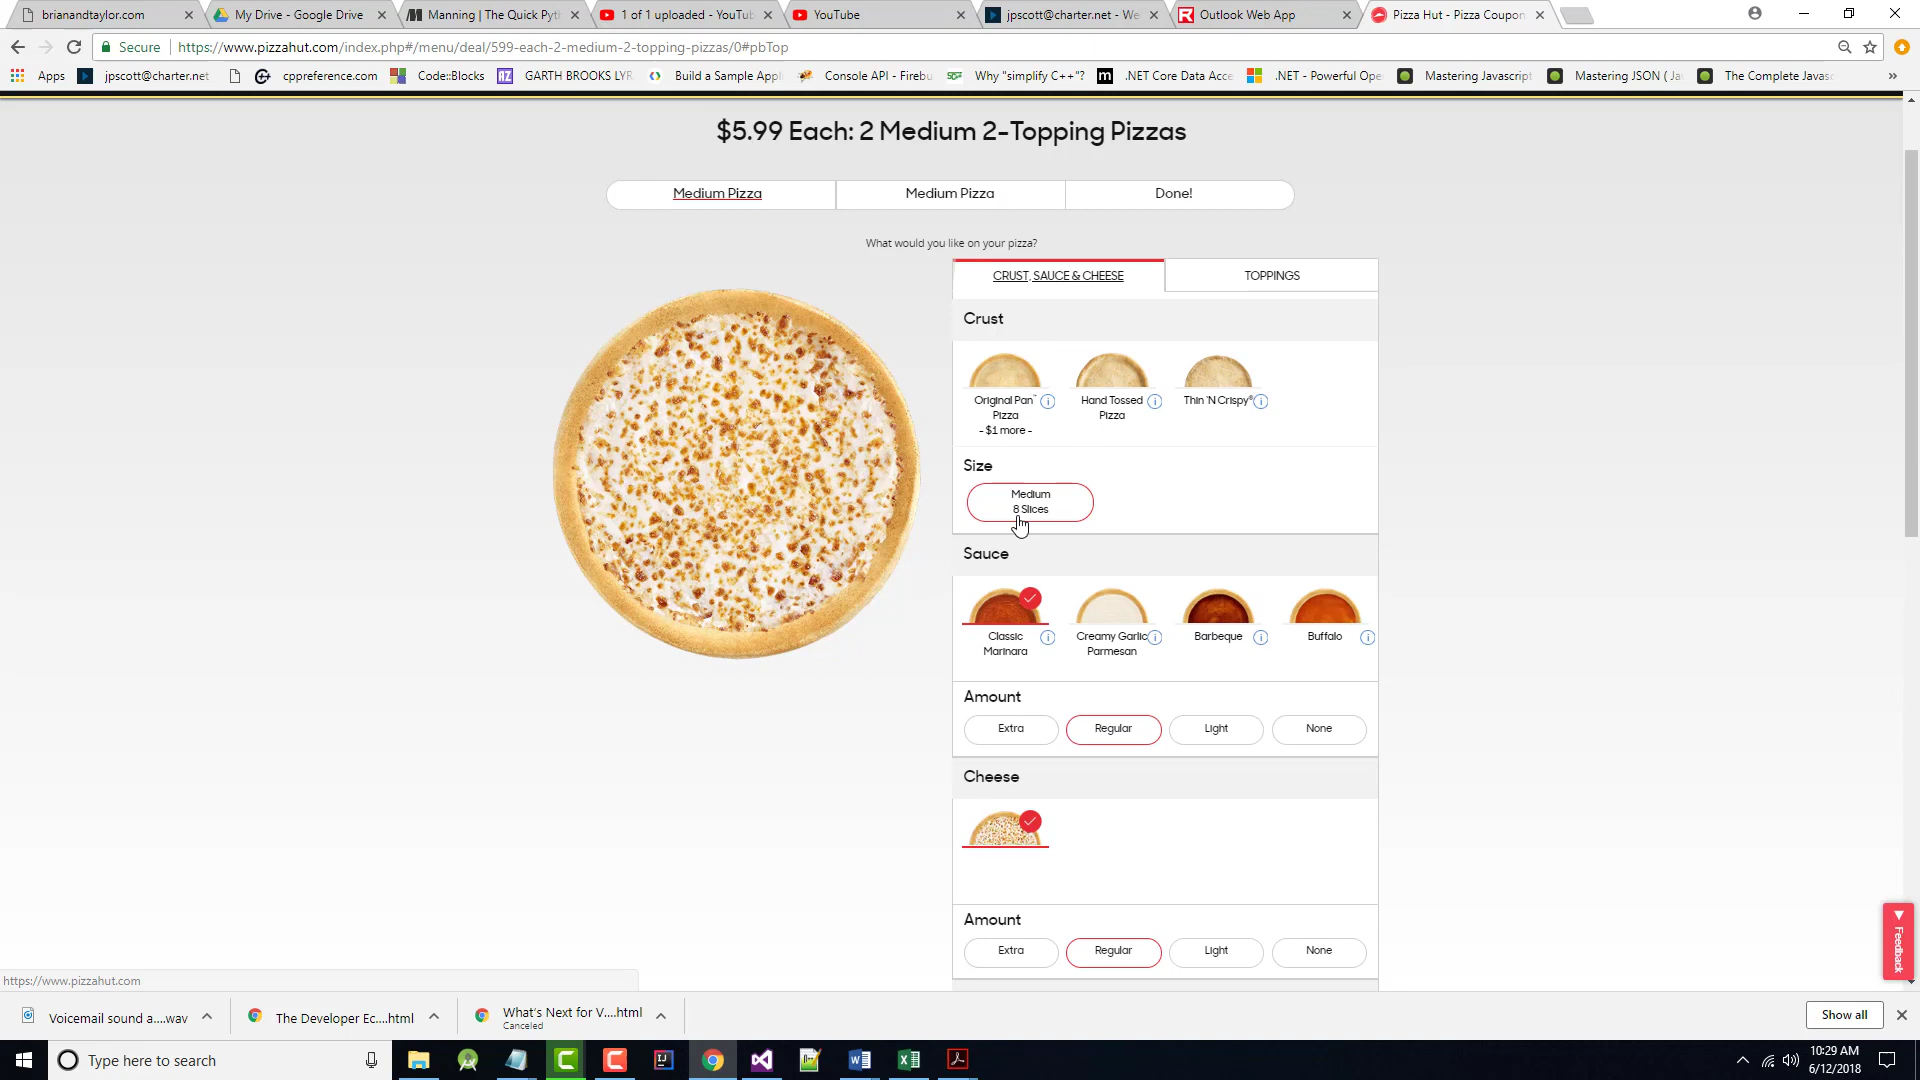 brianandtaylor.com
My Drive - Google Drive
Manning | The Quick Pyth
1 of 1 uploaded - YouTub
YouTube
jpscott@charter.net - We
Outlook Web App
Pizza Hut - Pizza Coupon
Secure
https://www.pizzahut.com/index.php#/menu/deal/599-each-2-medium-2-topping-pizzas/0#pbTop
Apps
jpscott@charter.net
cppreference.com
Code::Blocks
GARTH BROOKS LYR
Build a Sample Appl
Console API - Firebu
Why "simplify C++"?
.NET Core Data Acce
.NET - Powerful Ope
Mastering Javascript
Mastering JSON ( Ja
The Complete Javasc
$5.99 Each: 2 Medium 2-Topping Pizzas
Medium Pizza
Medium Pizza
Done!
What would you like on your pizza?
CRUST, SAUCE & CHEESE
TOPPINGS
Crust
Original Pan™
Pizza
- $1 more -
Hand Tossed
Pizza
Thin 'N Crispy®
Size
Medium
8 Slices
Sauce
Classic
Marinara
Creamy Garlic
Parmesan
Barbeque
Buffalo
Amount
Extra
Regular
Light
None
Cheese
Amount
Extra
Regular
Light
None
Feedback
https://www.pizzahut.com
Voicemail sound a....wav
The Developer Ec....html
What's Next for V....html
Canceled
Show all
Type here to search
10:29 AM
6/12/2018